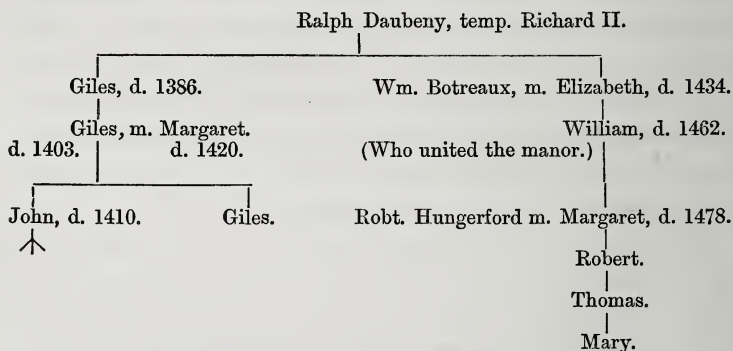 Ralph Daubeny, temp. Richard II.
Giles, d. 1386. Wm. Botreaux, m. Elizabeth, d. 1434.
Giles, m. Margaret. William, d. 1462.
d. 1403. d. 1420. (Who united the manor.)
John, d. 1410. Giles. Robt. Hungerford m. Margaret, d. 1478.
Robert.
Thomas.
Mary.